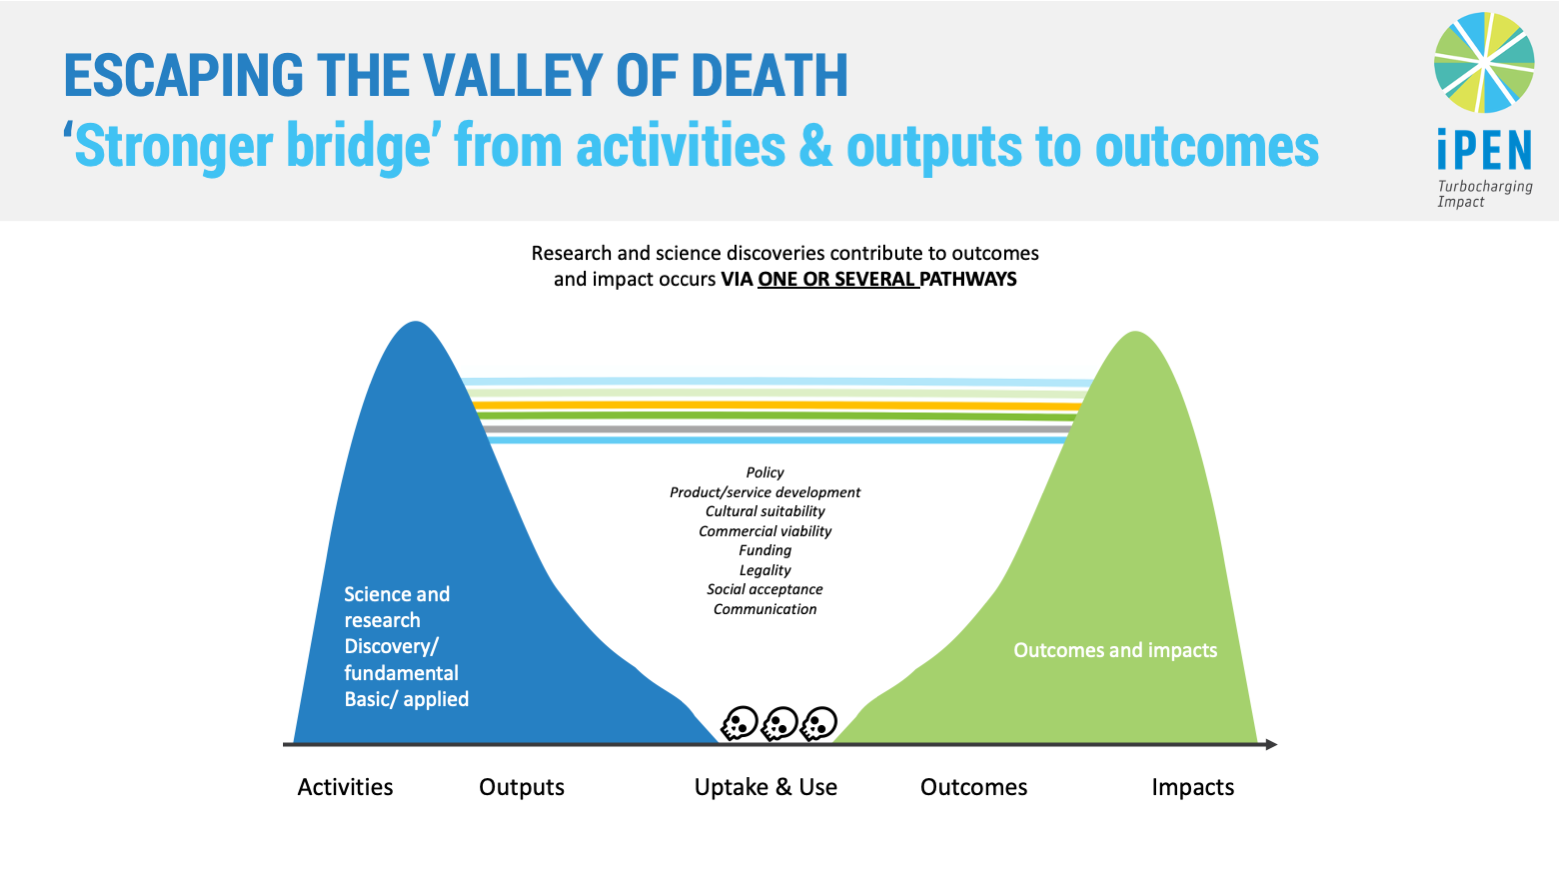 ESCAPING THE VALLEY OF DEATH
‘Stronger bridge’ from activities & outputs to outcomes
iPEN
Turbocharging
Impact
Research and science discoveries contribute to outcomes
and impact occurs VIA ONE OR SEVERAL PATHWAYS
Policy
Product/service development
Cultural suitability
Commercial viability
Funding
Legality
Social acceptance
Communication
Science and
research
Discovery/
fundamental
Basic/ applied
Outcomes and impacts
Activities
Outputs
Uptake & Use
Outcomes
Impacts